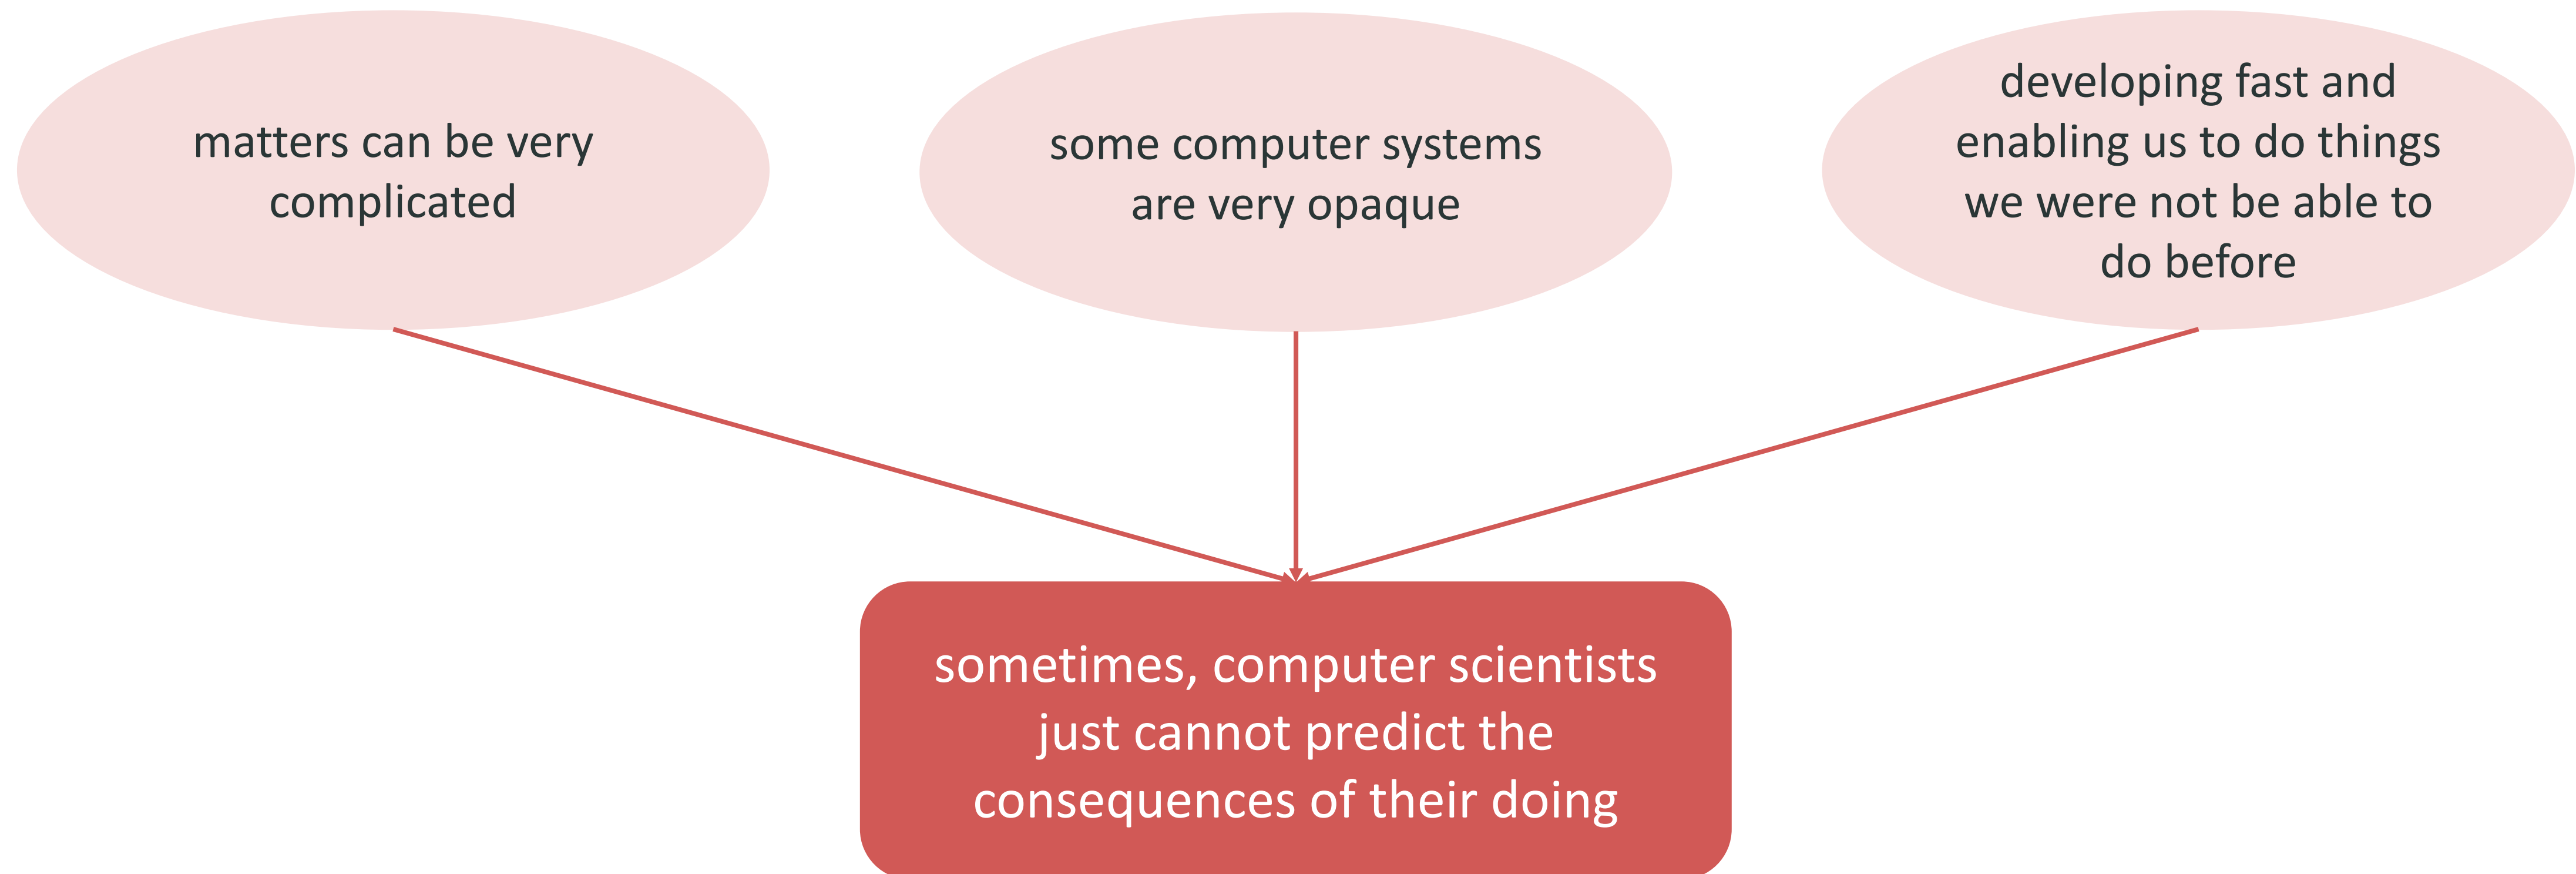 matters can be very
complicated
some computer systems
are very opaque
developing fast and
enabling us to do things
we were not be able to
do before
sometimes, computer scientists
just cannot predict the
consequences of their doing